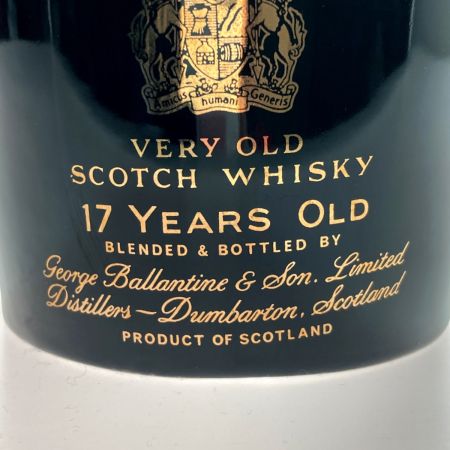 Amicus humani Generis
VERY OLD
SCOTCH WHISKY
17 YEARS OLD
BLENDED & BOTTLED BY
George Ballantine & Son. Limited
Distillers — Dumbarton, Scotland
PRODUCT OF SCOTLAND